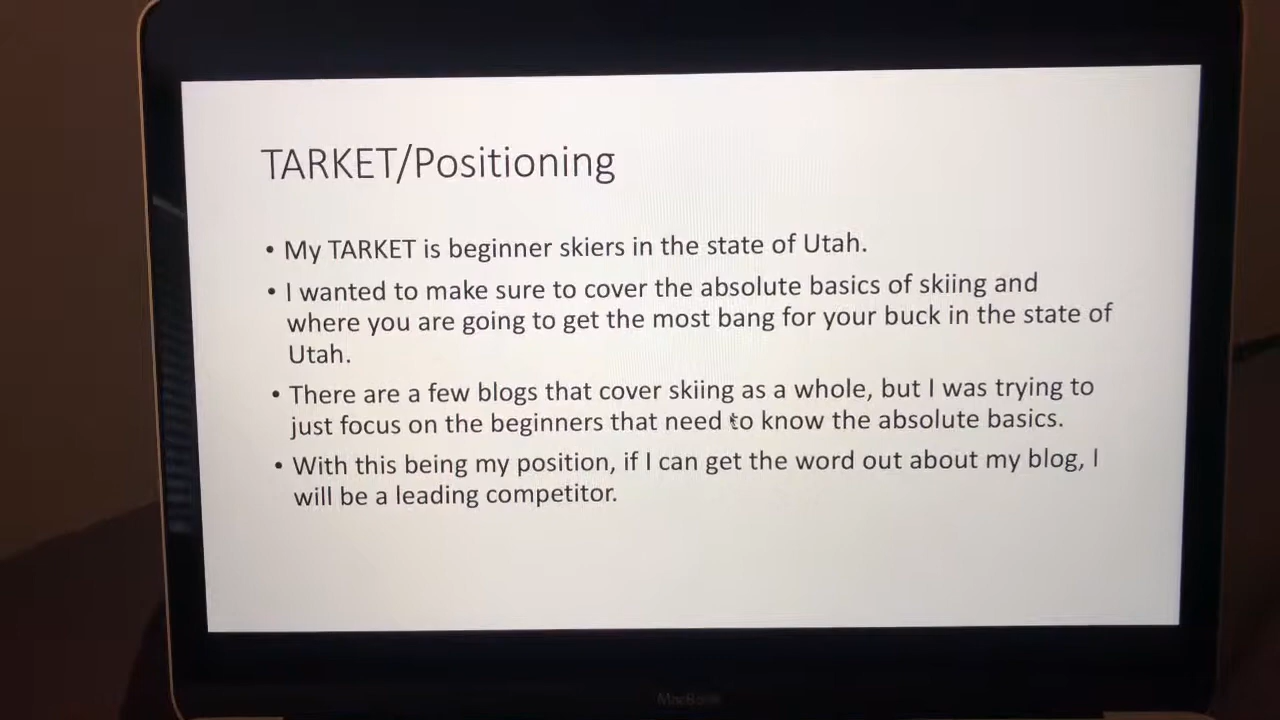 TARKET/Positioning
• My TARKET is beginner skiers in the state of Utah.
• I wanted to make sure to cover the absolute basics of skiing and
where you are going to get the most bang for your buck in the state of
Utah.
• There are a few blogs that cover skiing as a whole, but I was trying to
just focus on the beginners that need to know the absolute basics.
• With this being my position, if I can get the word out about my blog, I
will be a leading competitor.
MacBook